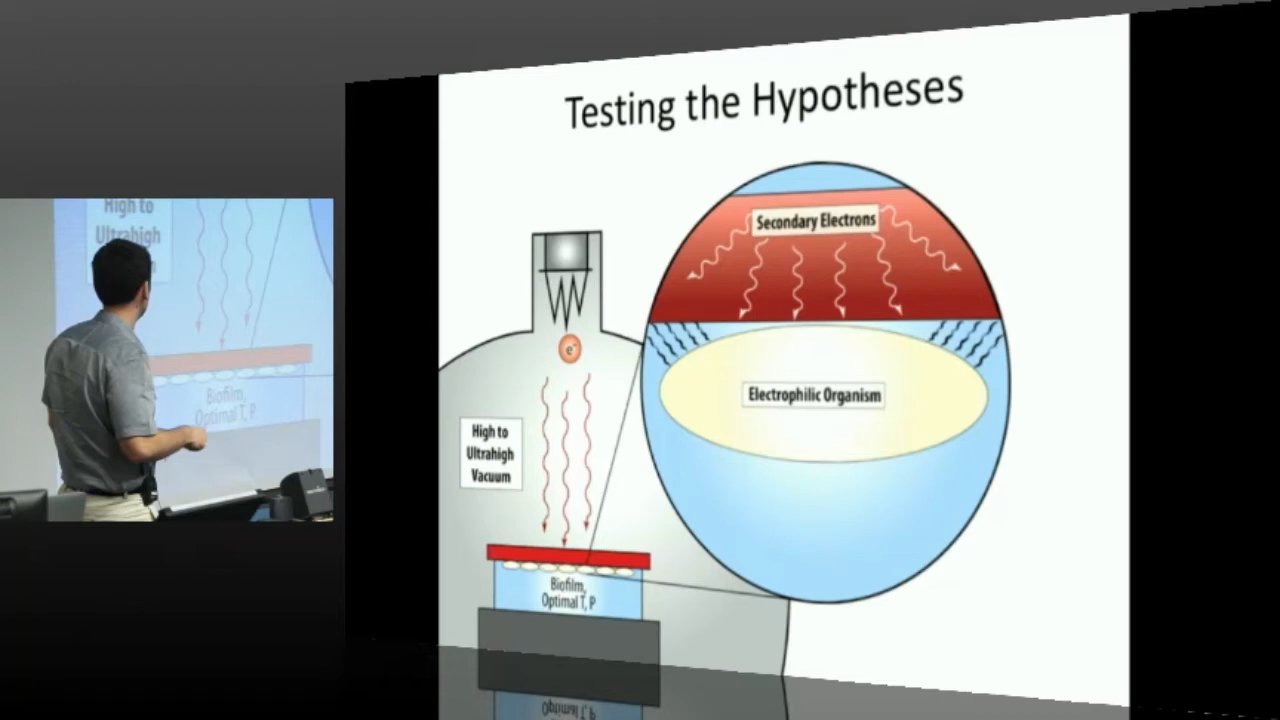 Testing the Hypotheses
Secondary Electrons
e⁻
Electrophilic Organism
High to
Ultrahigh
Vacuum
Biofilm,
Optimal T, P
High to
Ultrahigh
Biofilm,
Optimal T, P